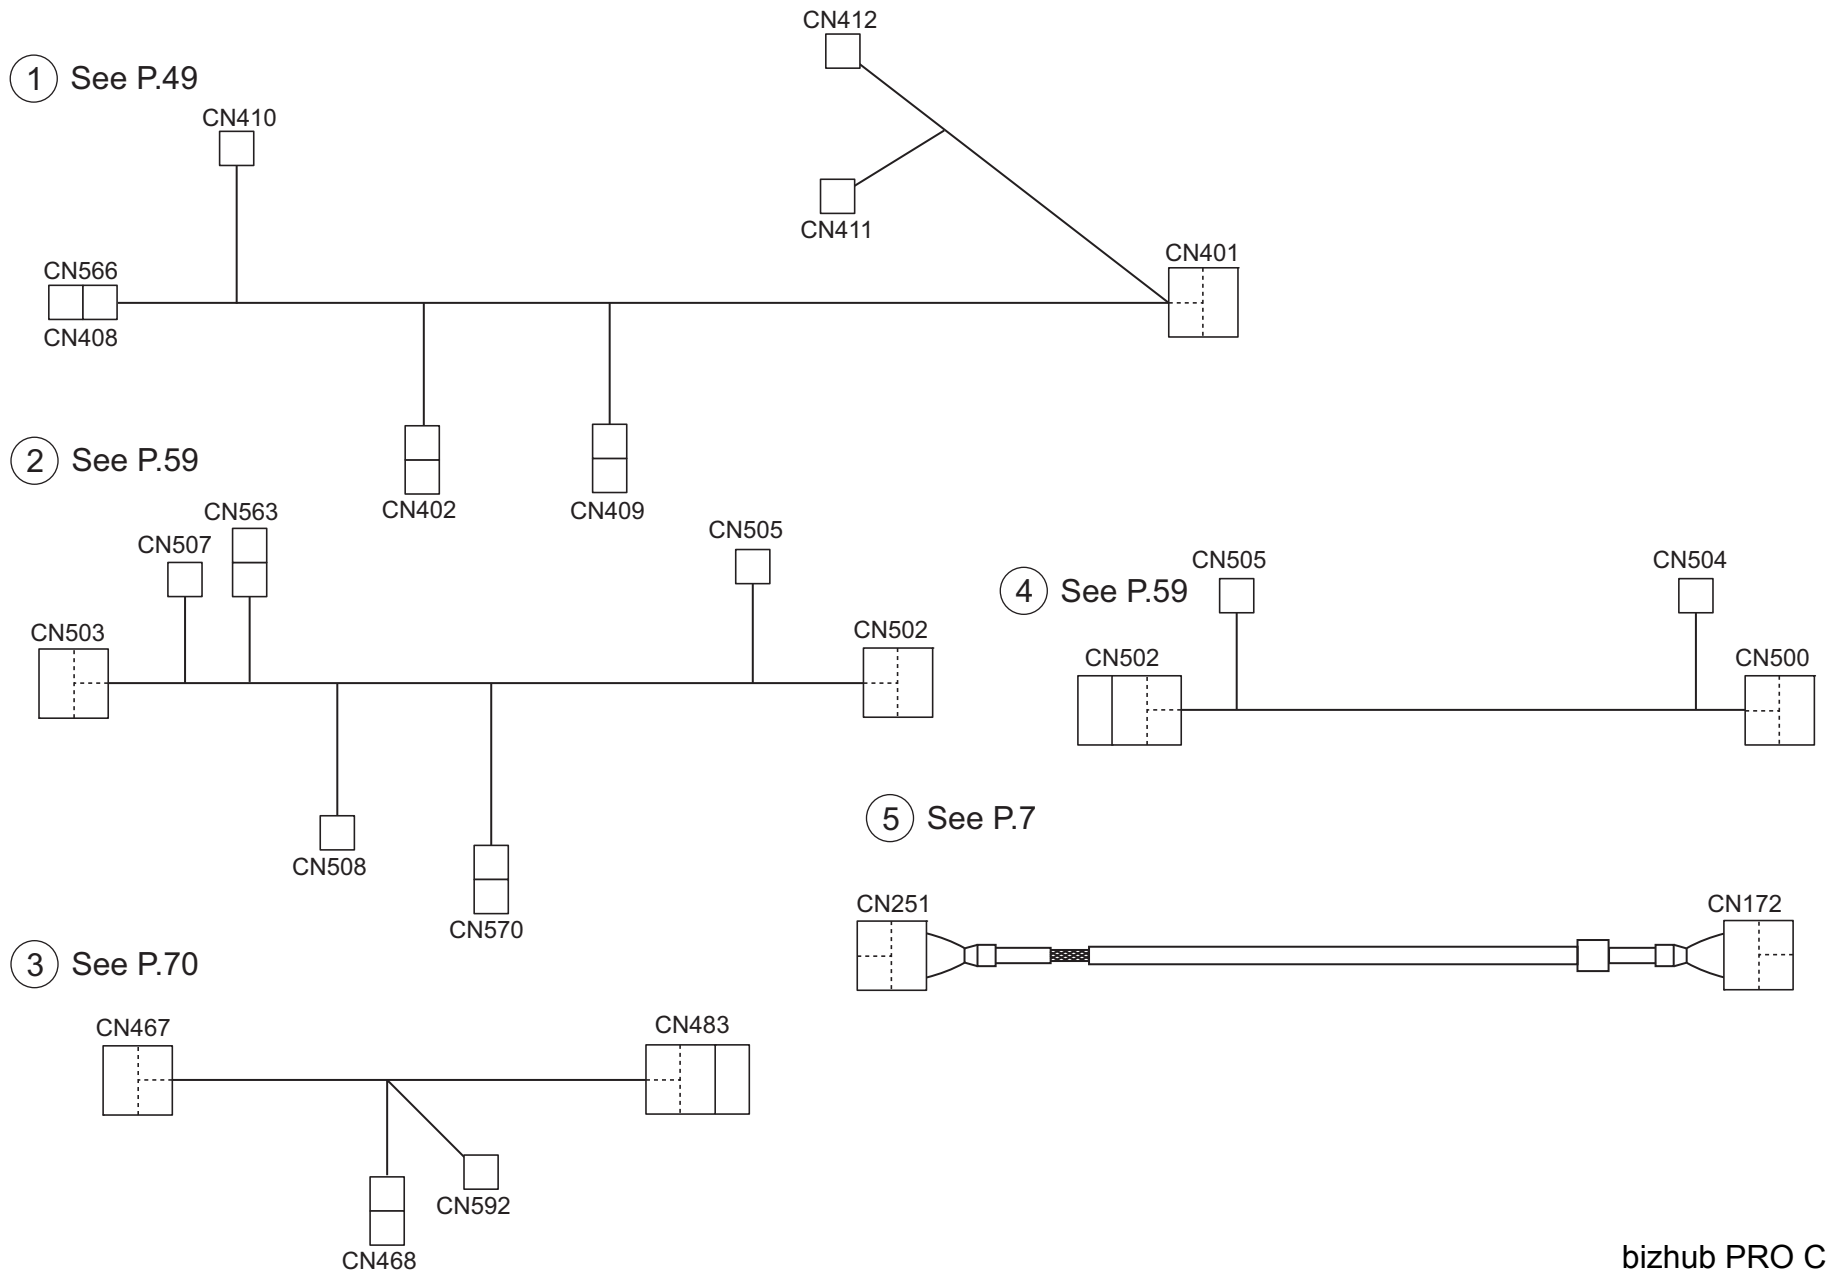 1 See P.49
CN410
CN412
CN411
CN401
CN566
CN408
CN402
CN409
2 See P.59
CN507
CN563
CN505
CN503
CN502
CN508
CN570
3 See P.70
CN467
CN483
CN592
CN468
4 See P.59
CN505
CN504
CN502
CN500
5 See P.7
CN251
CN172
bizhub PRO C